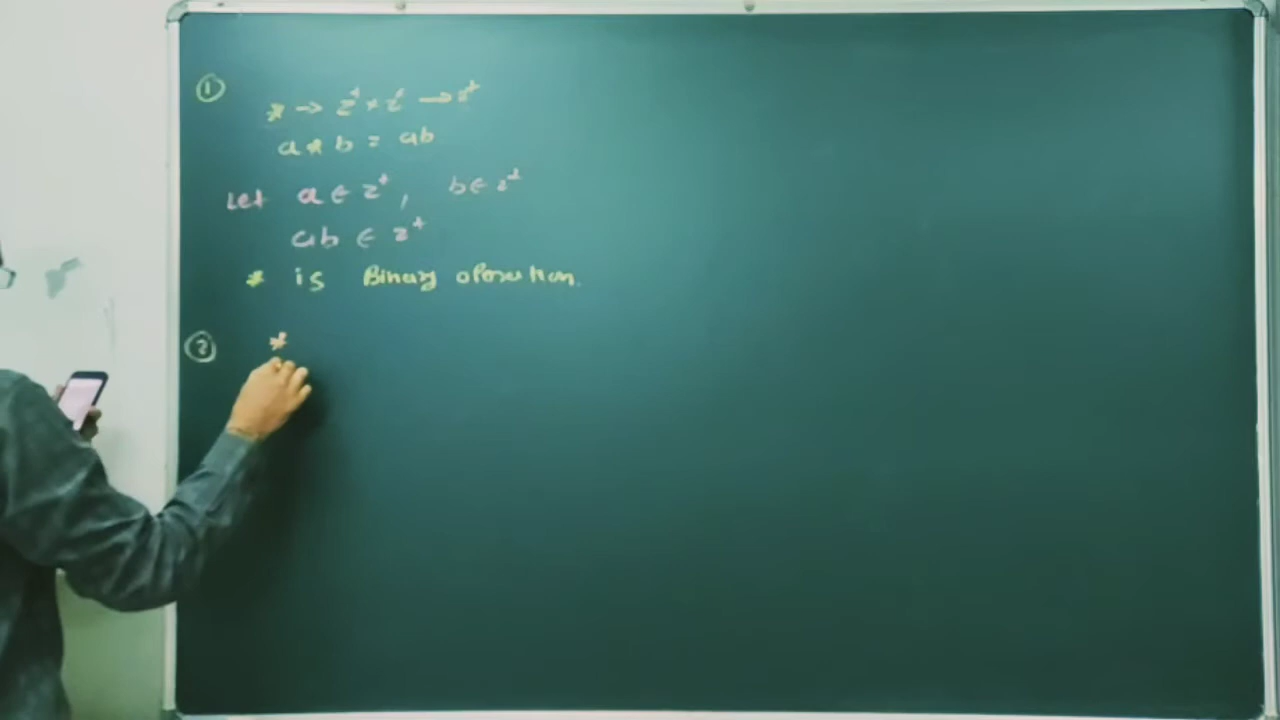 ①
* → z⁺ × z⁺ → z⁺
a * b = ab
Let a ∈ z⁺, b ∈ z⁺
ab ∈ z⁺
* is Binary operation.
② *